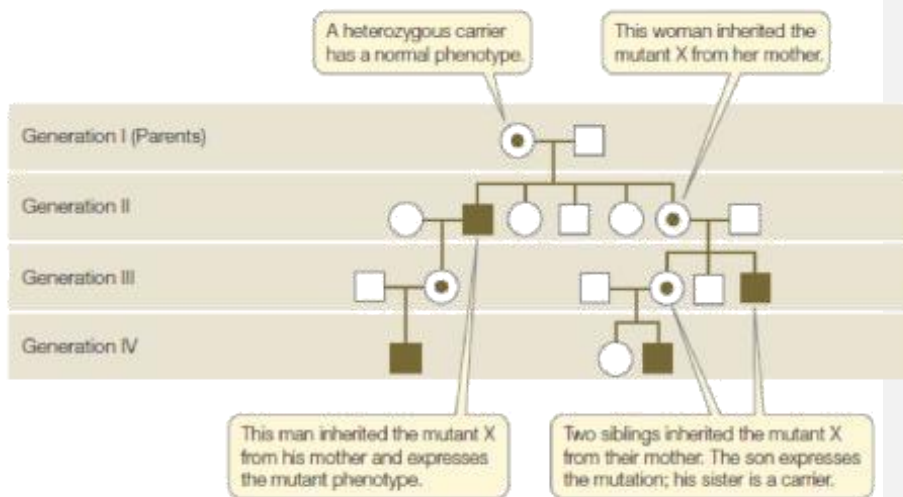 A heterozygous carrier
has a normal phenotype.
This woman inherited the
mutant X from her mother.
Generation I (Parents)
Generation II
Generation III
Generation IV
This man inherited the mutant X
from his mother and expresses
the mutant phenotype.
Two siblings inherited the mutant X
from their mother. The son expresses
the mutation; his sister is a carrier.